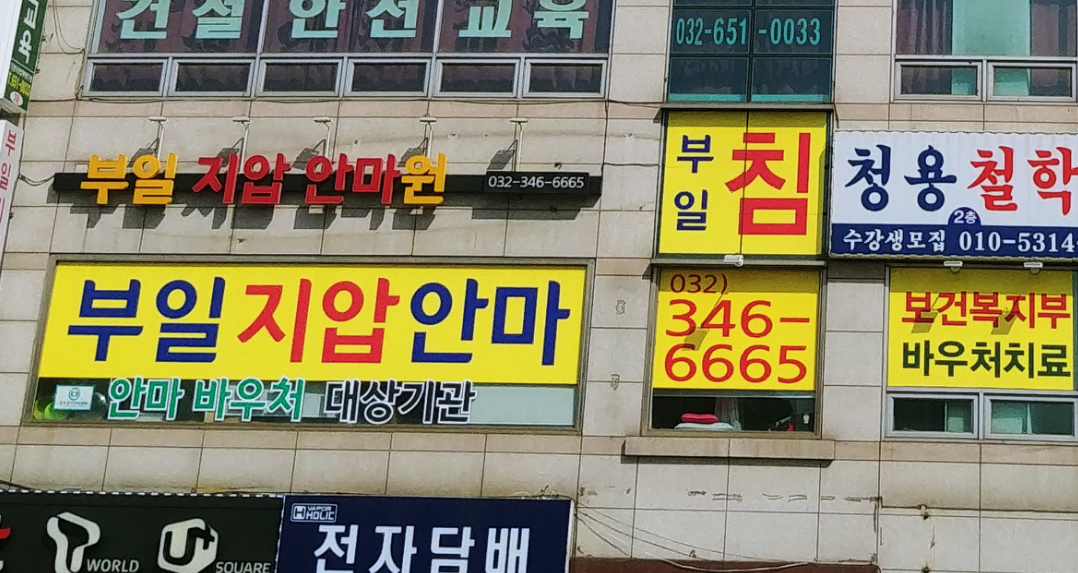 건설안전교육
032-651-0033
부일 지압 안마원
032-346-6665
부일
침
청용철학
2층
수강생모집 010-5314
부일지압안마
안마 바우처 대상기관
032)
346-
6665
보건복지부
바우처치료
T WORLD
U+ SQUARE
VAPOR
HOLIC
전자담배